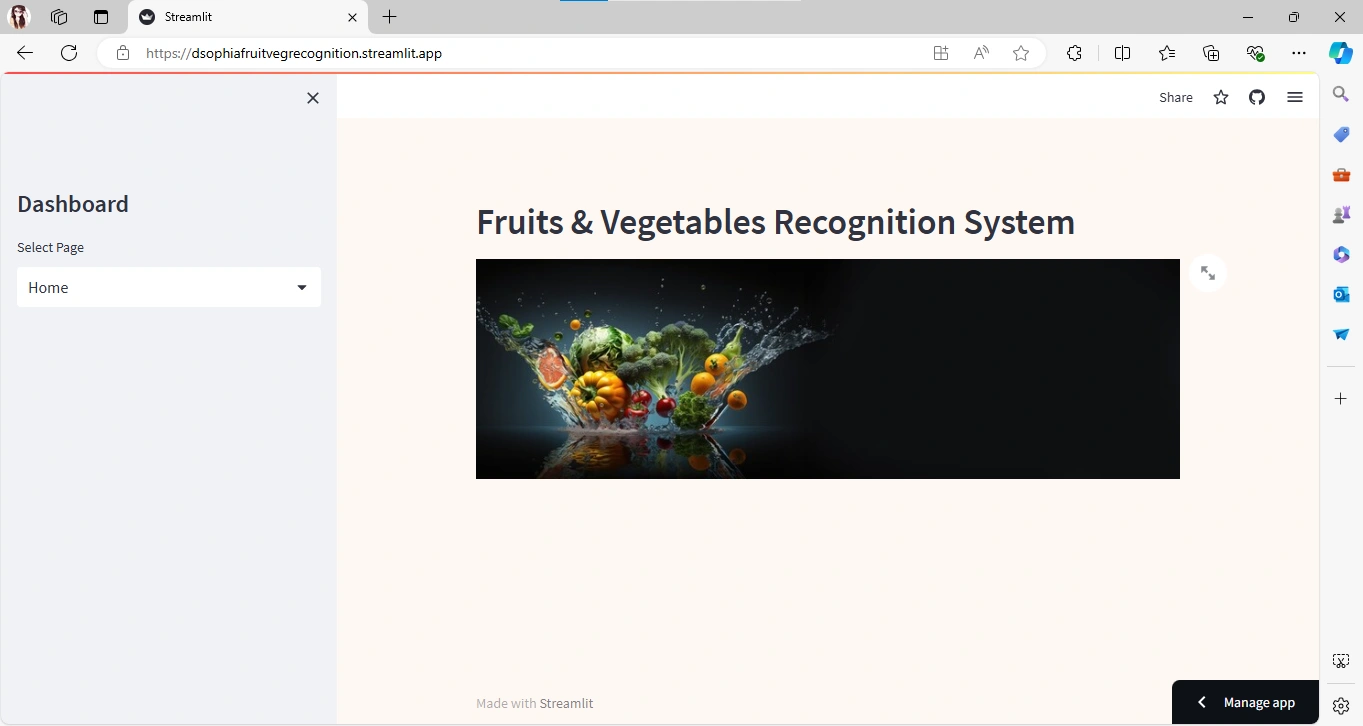 Streamlit
https://dsophiafruitvegrecognition.streamlit.app
Share
Dashboard
Select Page
Home
Fruits & Vegetables Recognition System
Made with Streamlit
Manage app